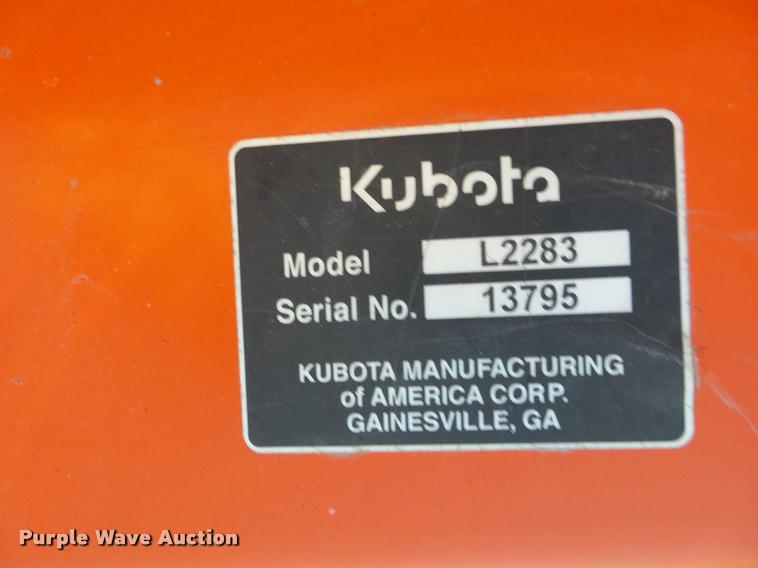 Kubota
Model L2283
Serial No. 13795
KUBOTA MANUFACTURING
of AMERICA CORP.
GAINESVILLE, GA
Purple Wave Auction